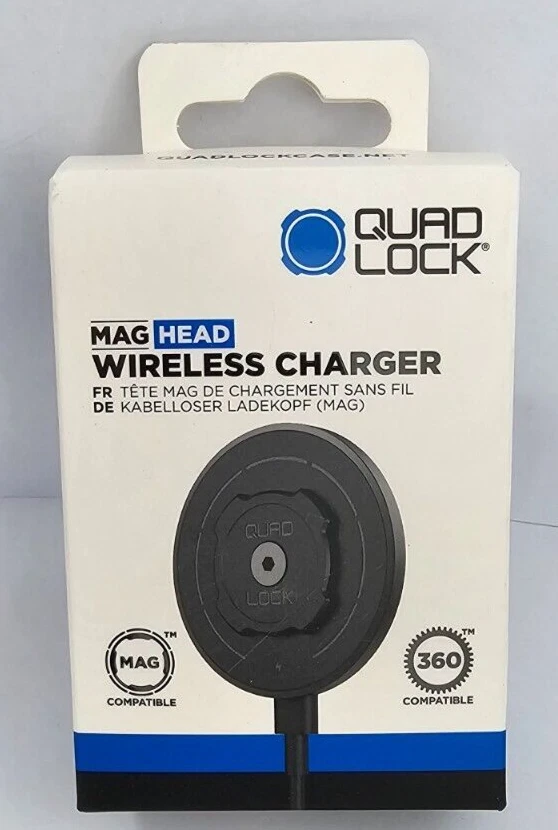 QUADLOCKCASE.NET
QUAD
LOCK®
MAG HEAD
WIRELESS CHARGER
FR TÊTE MAG DE CHARGEMENT SANS FIL
DE KABELLOSER LADEKOPF (MAG)
QUAD
LOCK
MAG™
COMPATIBLE
360™
COMPATIBLE